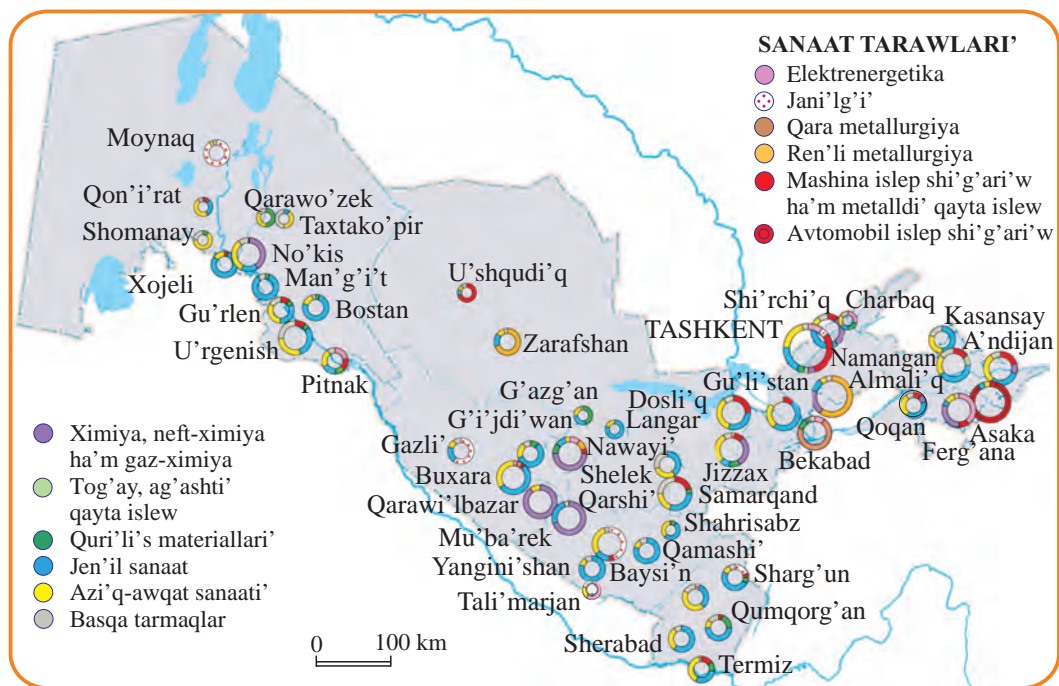 SANAAT TARAWLARI'
Elektrenergetika
Jani'lg'i'
Qara metallurgiya
Ren'li metallurgiya
Mashina islep shi'g'ari'w
ha'm metalldi' qayta islew
Avtomobil islep shi'g'ari'w
Moynaq
Qon'i'rat
Qarawo'zek
Taxtako'pir
Shomanay
No'kis
Xojeli
Man'g'i't
Gu'rlen
Bostan
U'rgenish
Pitnak
U'shqudi'q
Zarafshan
Shi'rchi'q
Charbaq
TASHKENT
Kasansay
A'ndijan
Namangan
Gu'li'stan
Almali'q
Dosli'q
G'azg'an
G'i'jdi'wan
Langar
Qoqan
Asaka
Ferg'ana
Bekabad
Gazli'
Nawayi'
Jizzax
Buxara
Shelek
Samarqand
Qarawi'lbazar
Qarshi'
Shahrisabz
Mu'ba'rek
Qamashi'
Yangini'shan
Baysi'n
Sharg'un
Tali'marjan
Qumqorg'an
Sherabad
Termiz
Ximiya, neft-ximiya
ha'm gaz-ximiya
Tog'ay, ag'ashti'
qayta islew
Quri'li's materiallari'
Jen'il sanaat
Azi'q-awqat sanaati'
Basqa tarmaqlar
0 100 km